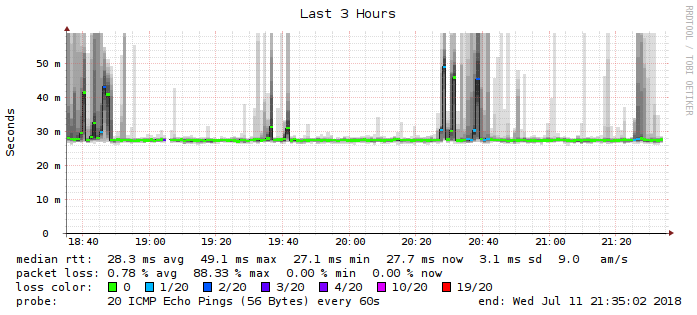 Last 3 Hours
RRDTOOL / TOBI OETIKER
Seconds
50 m
40 m
30 m
20 m
10 m
0
18:40 19:00 19:20 19:40 20:00 20:20 20:40 21:00 21:20
median rtt: 28.3 ms avg 49.1 ms max 27.1 ms min 27.7 ms now 3.1 ms sd 9.0 am/s
packet loss: 0.78 % avg 88.33 % max 0.00 % min 0.00 % now
loss color: 0 1/20 2/20 3/20 4/20 10/20 19/20
probe: 20 ICMP Echo Pings (56 Bytes) every 60s end: Wed Jul 11 21:35:02 2018